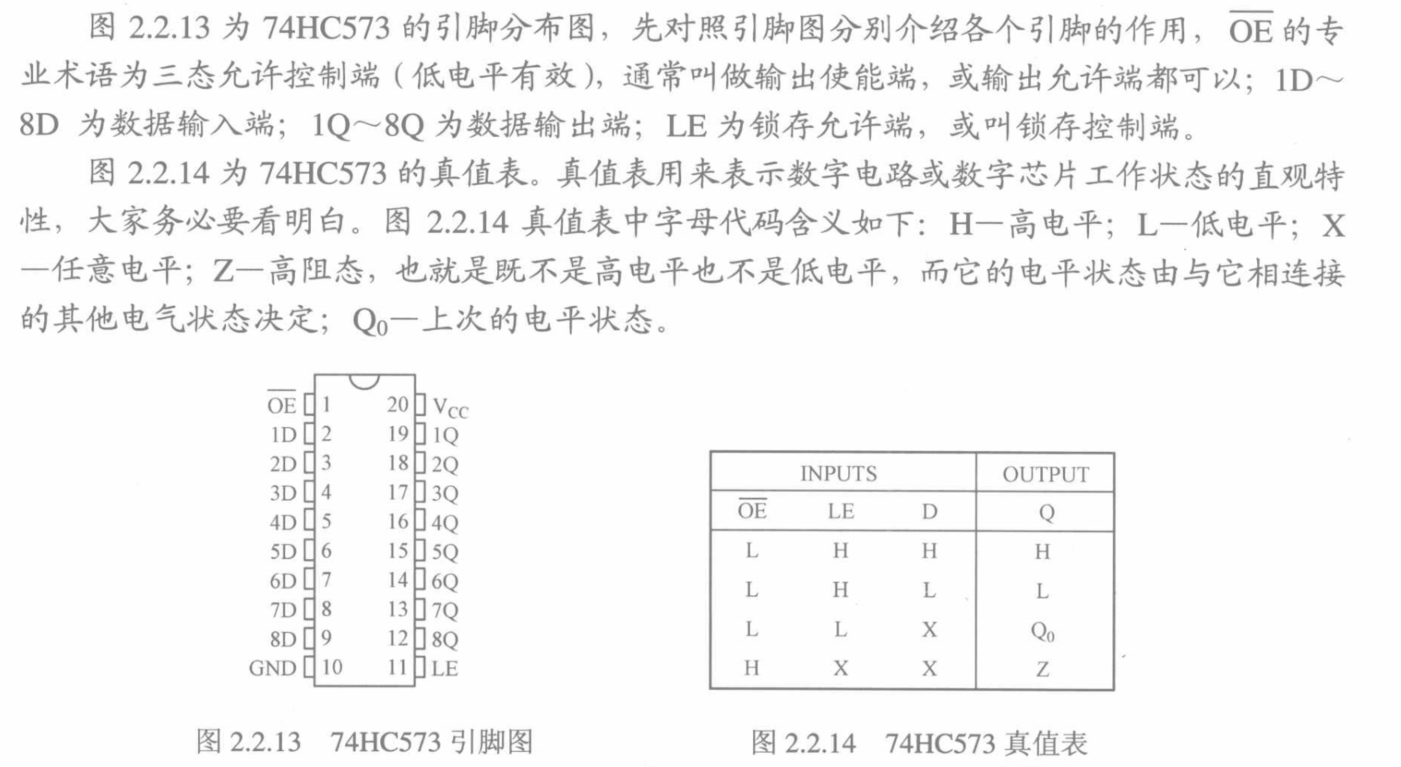 图 2.2.13 为 74HC573 的引脚分布图，先对照引脚图分别介绍各个引脚的作用，O̅E̅ 的专
业术语为三态允许控制端（低电平有效），通常叫做输出使能端，或输出允许端都可以；1D～
8D 为数据输入端；1Q～8Q 为数据输出端；LE 为锁存允许端，或叫锁存控制端。
图 2.2.14 为 74HC573 的真值表。真值表用来表示数字电路或数字芯片工作状态的直观特
性，大家务必要看明白。图 2.2.14 真值表中字母代码含义如下：H—高电平；L—低电平；X
—任意电平；Z—高阻态，也就是既不是高电平也不是低电平，而它的电平状态由与它相连接
的其他电气状态决定；Q₀—上次的电平状态。
O̅E̅ 1 20 VCC
1D 2 19 1Q
2D 3 18 2Q
3D 4 17 3Q
4D 5 16 4Q
5D 6 15 5Q
6D 7 14 6Q
7D 8 13 7Q
8D 9 12 8Q
GND 10 11 LE
图 2.2.13 74HC573 引脚图
INPUTS OUTPUT
O̅E̅ LE D Q
L H H H
L H L L
L L X Q₀
H X X Z
图 2.2.14 74HC573 真值表